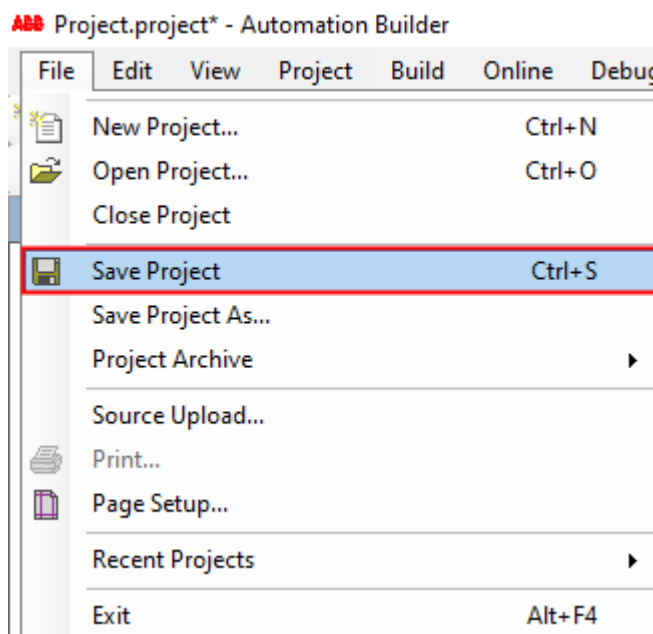 ABB Project.project* - Automation Builder
File Edit View Project Build Online Debug
New Project... Ctrl+N
Open Project... Ctrl+O
Close Project
Save Project Ctrl+S
Save Project As...
Project Archive
Source Upload...
Print...
Page Setup...
Recent Projects
Exit Alt+F4